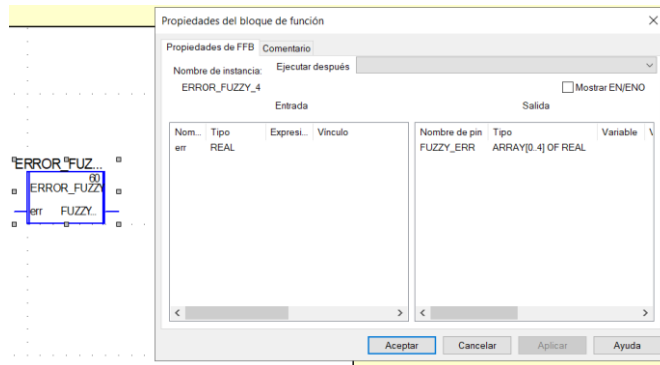 Propiedades del bloque de función
Propiedades de FFB Comentario
Nombre de instancia: Ejecutar después
ERROR_FUZZY_4
Mostrar EN/ENO
Entrada Salida
Nom... Tipo Expresi... Vínculo
err REAL
Nombre de pin Tipo Variable V
FUZZY_ERR ARRAY[0..4] OF REAL
ERROR_FUZ...
60
ERROR_FUZZY
err FUZZY...
Aceptar Cancelar Aplicar Ayuda